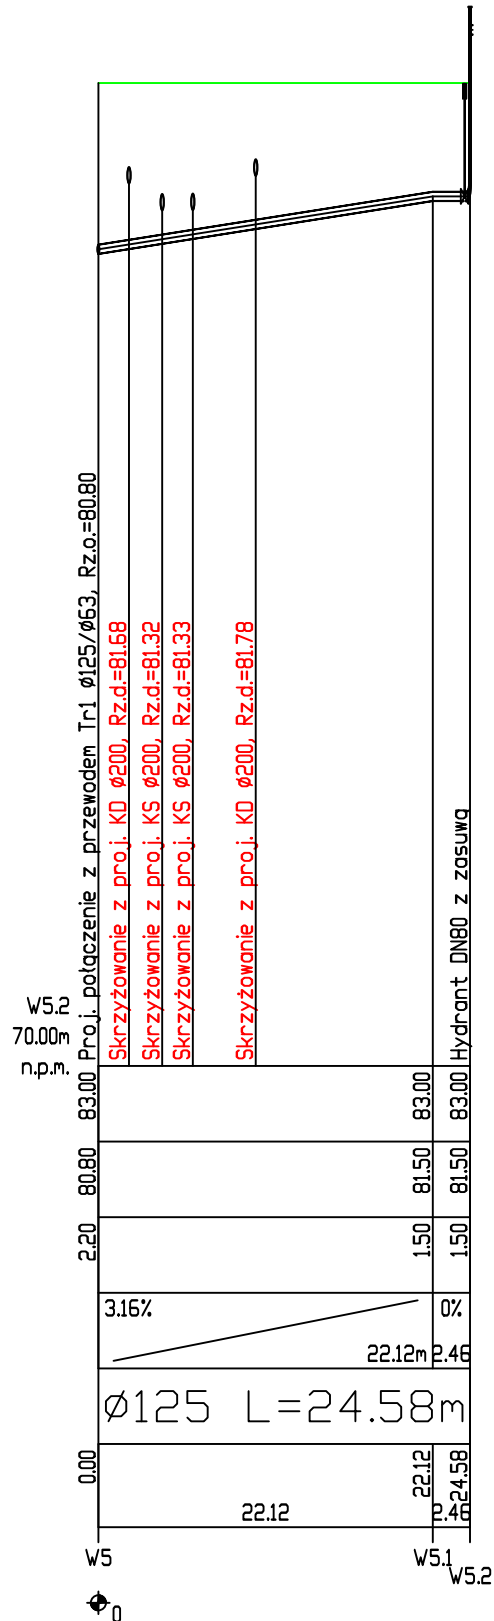 Proj. połączenie z przewodem Tr1 ø125/ø63, Rz.o.=80.80
Skrzyżowanie z proj. KD ø200, Rz.d.=81.68
Skrzyżowanie z proj. KS ø200, Rz.d.=81.32
Skrzyżowanie z proj. KS ø200, Rz.d.=81.33
Skrzyżowanie z proj. KD ø200, Rz.d.=81.78
Hydrant DN80 z zasuwą
W5.2
70.00m
n.p.m.
83.00 83.00 83.00
80.80 81.50 81.50
2.20 1.50 1.50
3.16% 0%
22.12m 2.46
Ø125 L=24.58m
0.00 22.12 24.58
22.12 2.46
W5 W5.1
W5.2
0